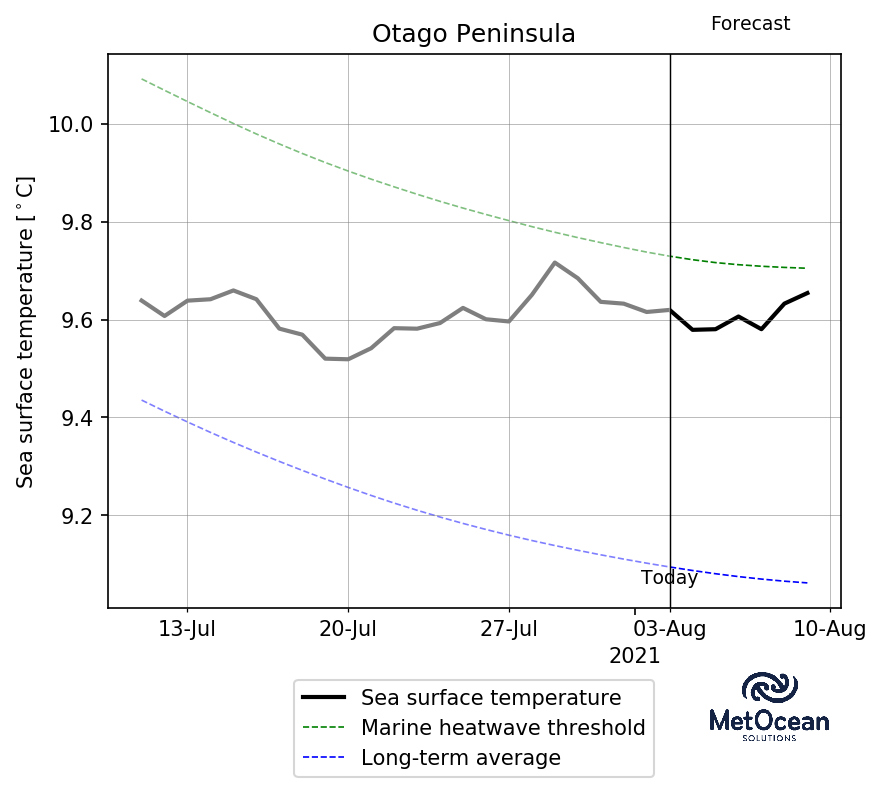 Forecast
Otago Peninsula
Sea surface temperature [ ˚C]
10.0
9.8
9.6
9.4
9.2
Today
13-Jul 20-Jul 27-Jul 03-Aug 10-Aug
2021
Sea surface temperature
Marine heatwave threshold
Long-term average
MetOcean
SOLUTIONS